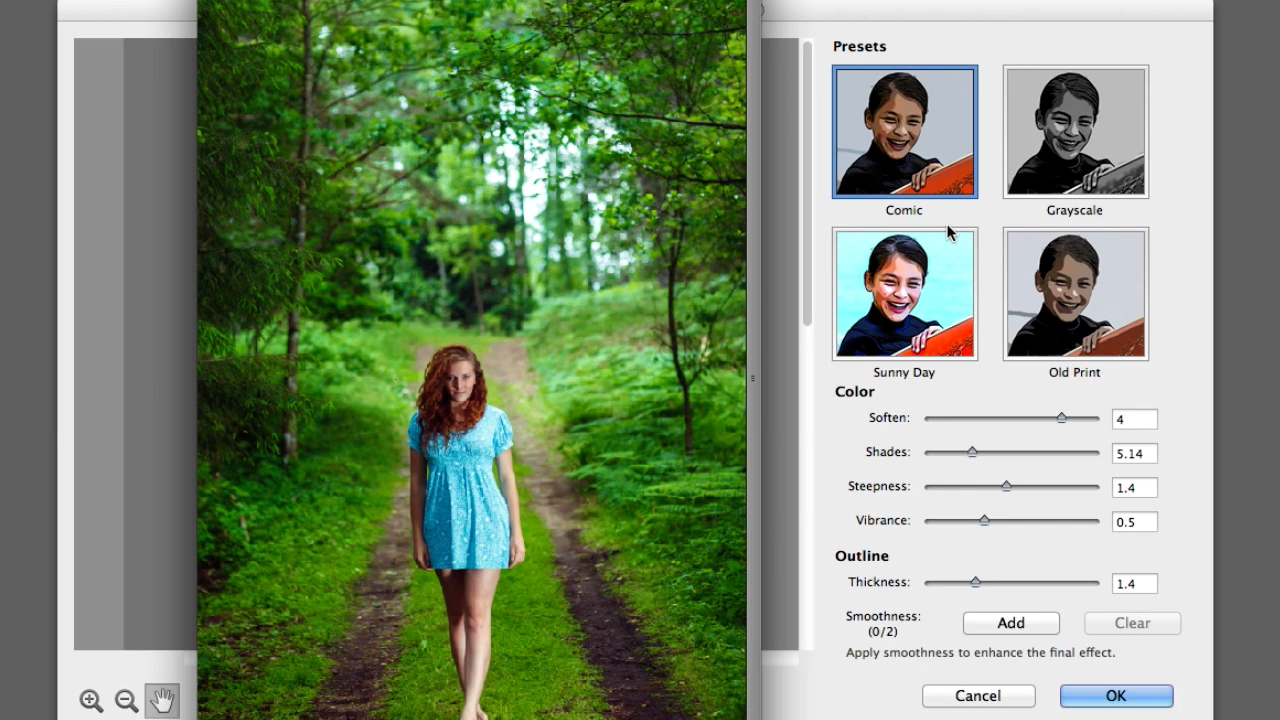 Presets
Comic
Grayscale
Sunny Day
Old Print
Color
Soften: 4
Shades: 5.14
Steepness: 1.4
Vibrance: 0.5
Outline
Thickness: 1.4
Smoothness: Add Clear
(0/2)
Apply smoothness to enhance the final effect.
Cancel OK